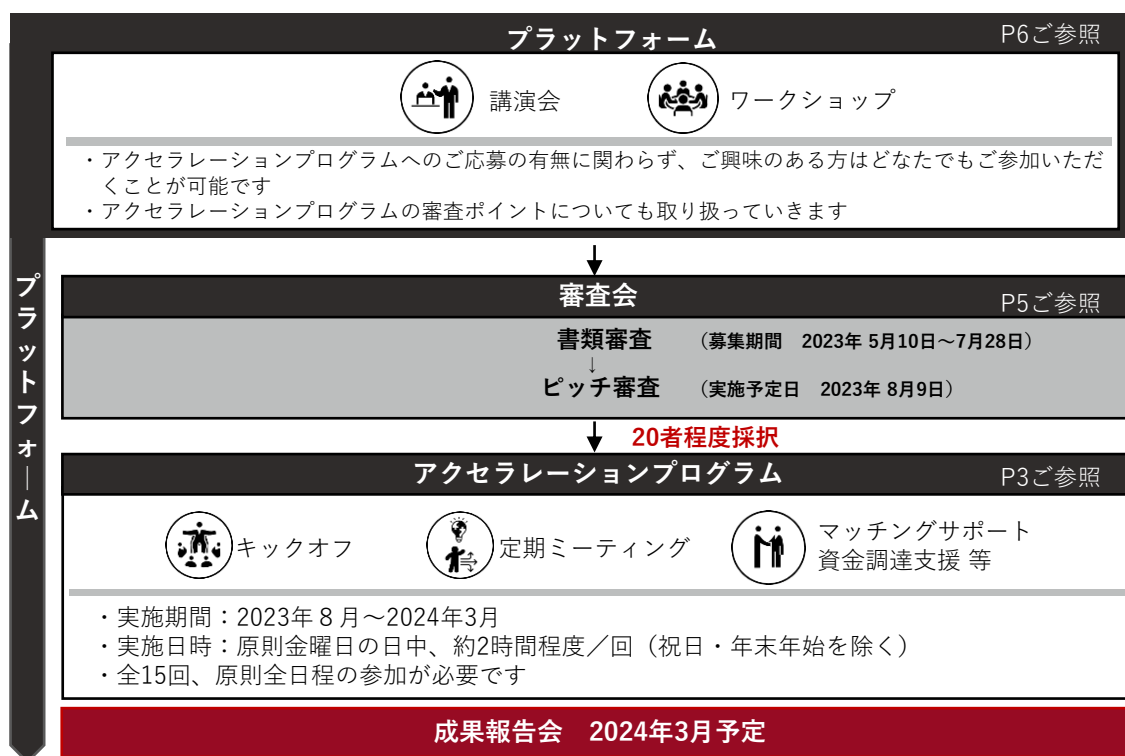 プラットフォーム
P6ご参照
講演会
ワークショップ
・アクセラレーションプログラムへのご応募の有無に関わらず、ご興味のある方はどなたでもご参加いただ
くことが可能です
・アクセラレーションプログラムの審査ポイントについても取り扱っていきます
プラットフォーム
審査会
P5ご参照
書類審査 （募集期間　2023年 5月10日～7月28日）
↓
ピッチ審査 （実施予定日　2023年 8月9日）
20者程度採択
アクセラレーションプログラム
P3ご参照
キックオフ
定期ミーティング
マッチングサポート
資金調達支援 等
・実施期間：2023年８月～2024年3月
・実施日時：原則金曜日の日中、約2時間程度／回（祝日・年末年始を除く）
・全15回、原則全日程の参加が必要です
成果報告会　2024年3月予定